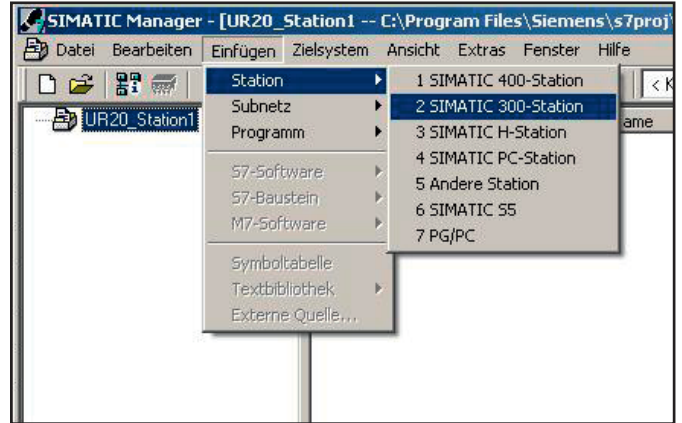 SIMATIC Manager - [UR20_Station1 -- C:\Program Files\Siemens\s7proj\
Datei Bearbeiten Einfügen Zielsystem Ansicht Extras Fenster Hilfe
< K
UR20_Station1
ame
Station
Subnetz
Programm
S7-Software
S7-Baustein
M7-Software
Symboltabelle
Textbibliothek
Externe Quelle...
1 SIMATIC 400-Station
2 SIMATIC 300-Station
3 SIMATIC H-Station
4 SIMATIC PC-Station
5 Andere Station
6 SIMATIC S5
7 PG/PC